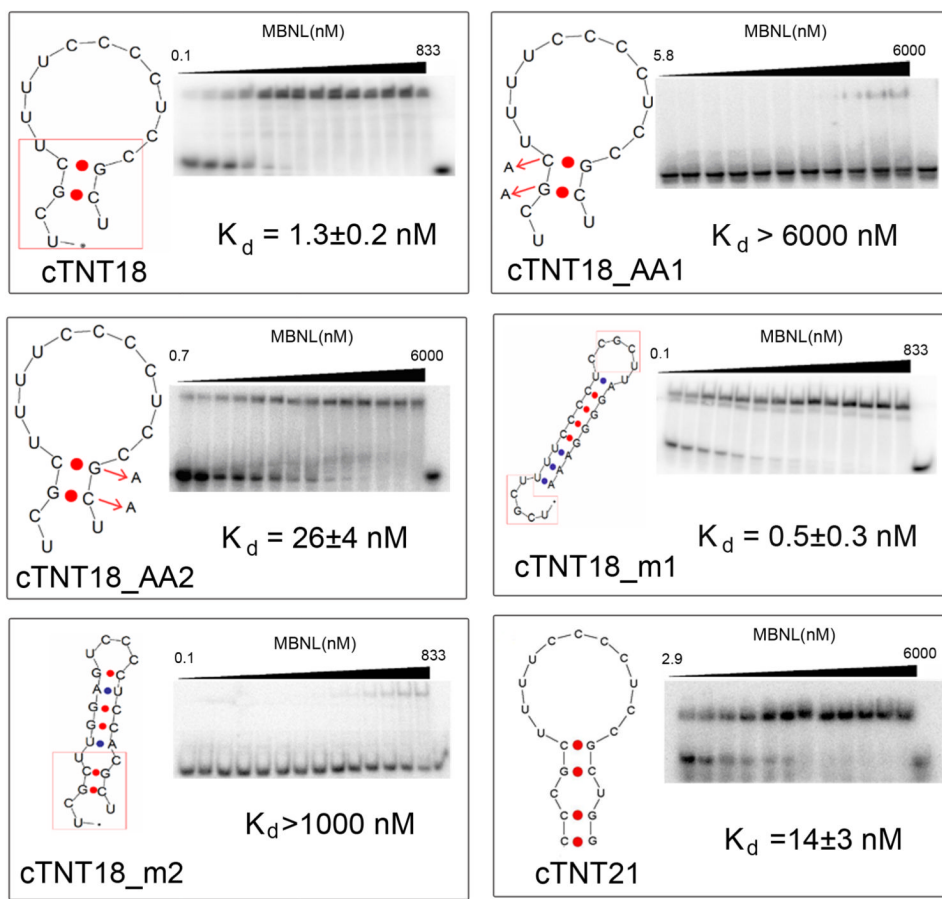 MBNL(nM)
0.1 833
U C G C U U U U C C C C U C C G C U *
K d = 1.3±0.2 nM
cTNT18
MBNL(nM)
5.8 6000
U C G C U U U U C C C C U C C G C U
A
A
K d > 6000 nM
cTNT18_AA1
MBNL(nM)
0.7 6000
U C G C U U U U C C C C U C C G C U
A
A
K d = 26±4 nM
cTNT18_AA2
MBNL(nM)
0.1 833
U C G C U U U U C C C C U C C G C U U A G G G G A A A
K d = 0.5±0.3 nM
cTNT18_m1
MBNL(nM)
0.1 833
U C G C U U G G A G U C C C C U C C A C G C U
K d>1000 nM
cTNT18_m2
MBNL(nM)
2.9 6000
C C C G C U U U U C C C C U C C G C U G G
K d =14±3 nM
cTNT21